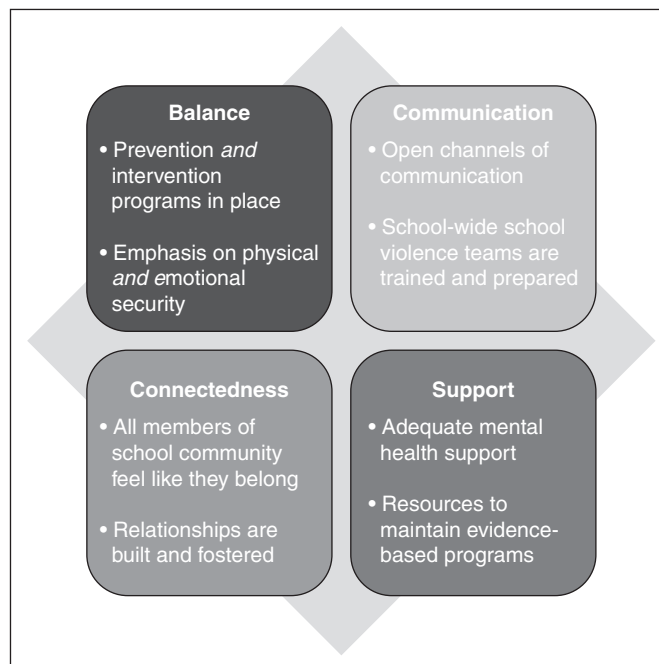 Balance
• Prevention and
intervention
programs in place
• Emphasis on physical
and emotional
security
Communication
• Open channels of
communication
• School-wide school
violence teams are
trained and prepared
Connectedness
• All members of
school community
feel like they belong
• Relationships are
built and fostered
Support
• Adequate mental
health support
• Resources to
maintain evidence-
based programs